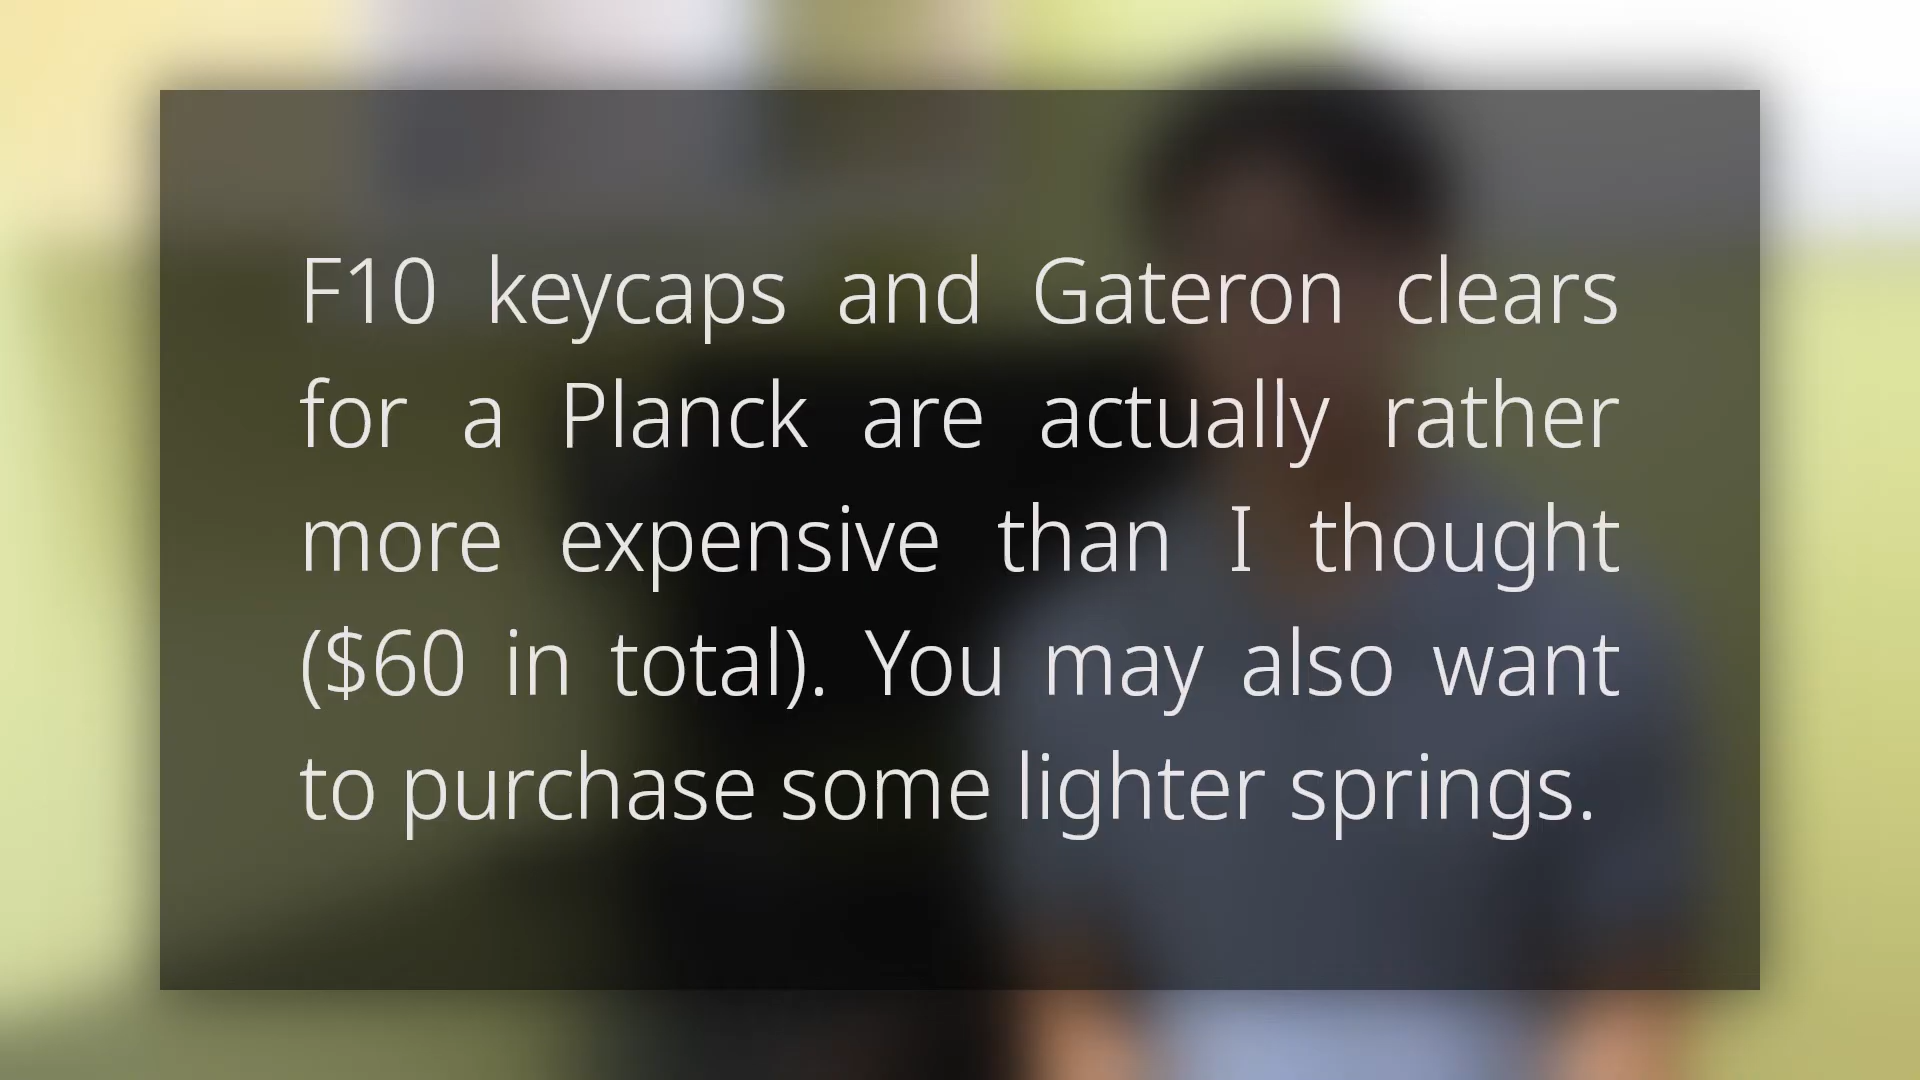 F10 keycaps and Gateron clears
for a Planck are actually rather
more expensive than I thought
($60 in total). You may also want
to purchase some lighter springs.